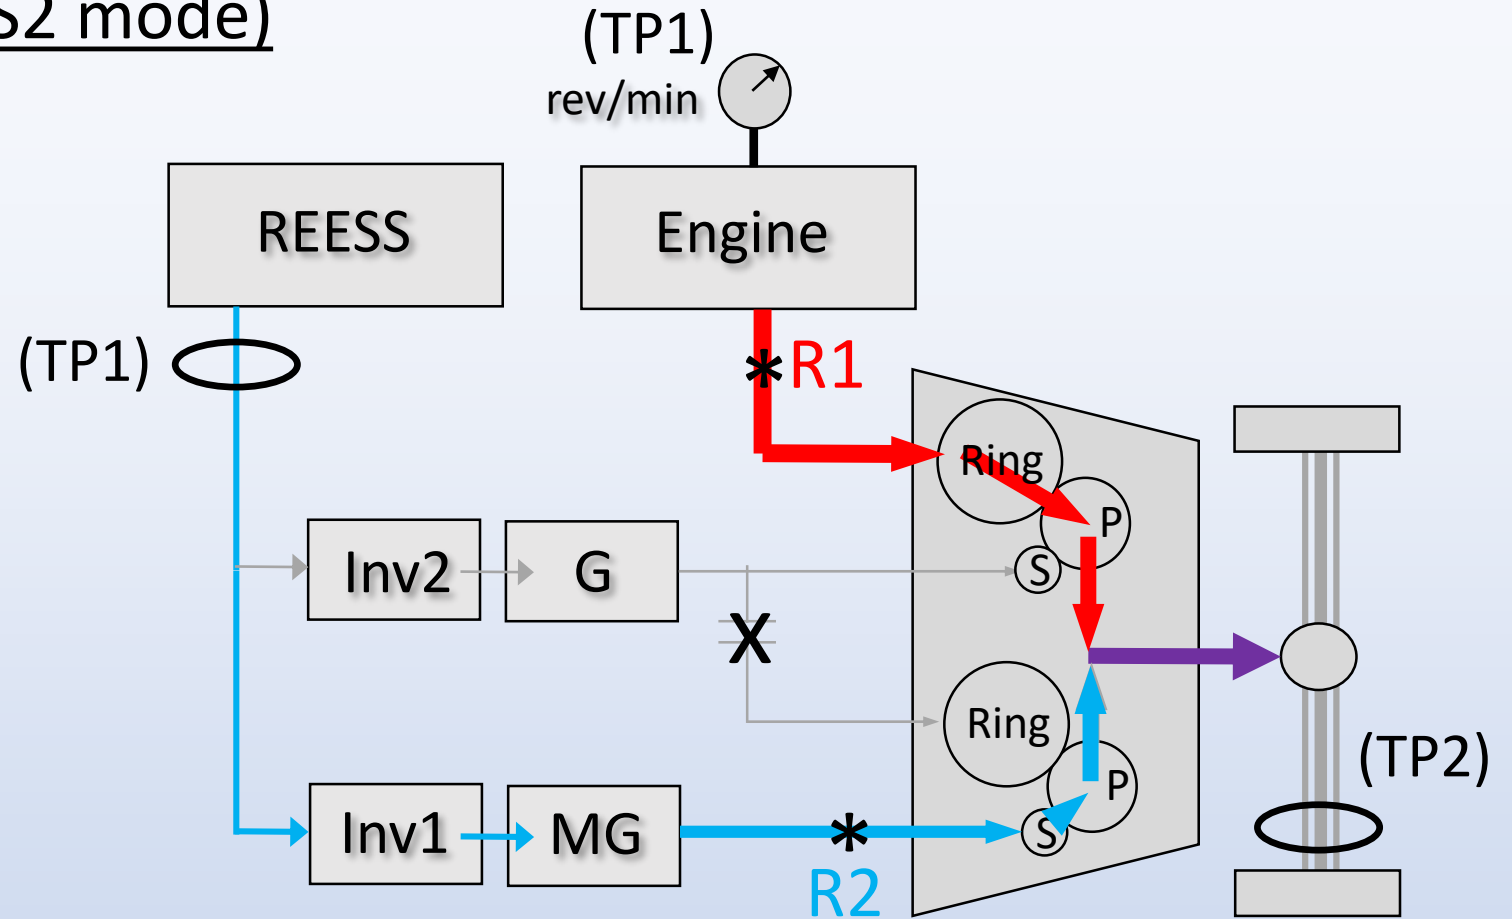 S2 mode)
(TP1)
rev/min
REESS
Engine
(TP1)
* R1
Ring
P
S
Inv2
G
X
Ring
P
S
(TP2)
Inv1
MG
*
R2